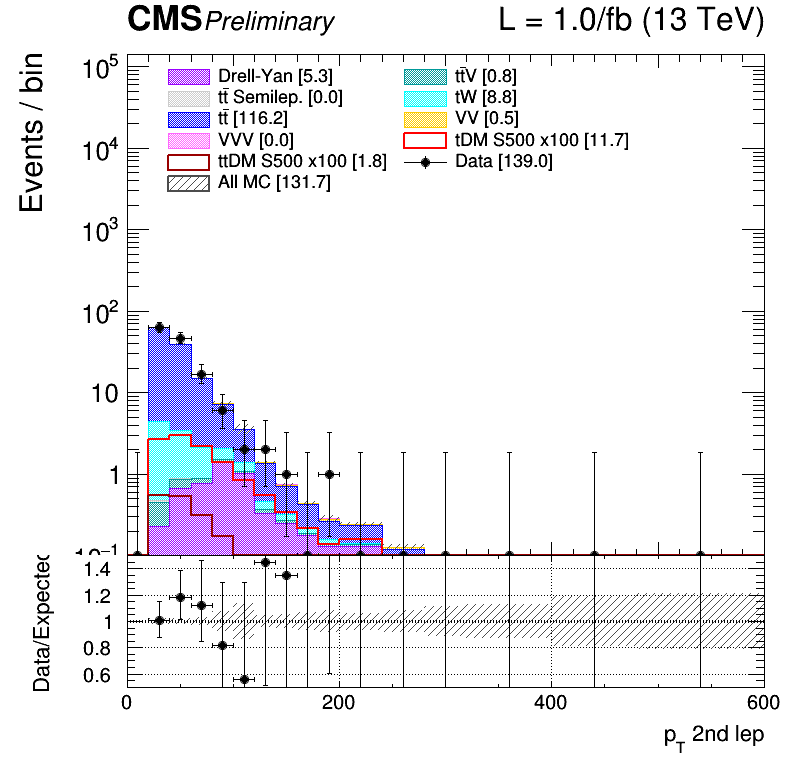 CMS Preliminary L = 1.0/fb (13 TeV)
Events / bin
10⁵
10⁴
10³
10²
10
1
10⁻¹
Drell-Yan [5.3]
tt̄ Semilep. [0.0]
tt̄ [116.2]
VVV [0.0]
ttDM S500 x100 [1.8]
All MC [131.7]
tt̄V [0.8]
tW [8.8]
VV [0.5]
tDM S500 x100 [11.7]
Data [139.0]
Data/Expected
1.4
1.2
1
0.8
0.6
0 200 400 600
p_T 2nd lep